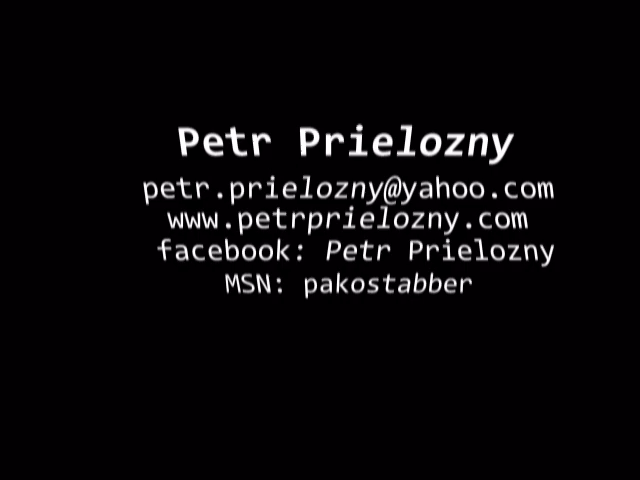 Petr Prielozny
petr.prielozny@yahoo.com
www.petrprielozny.com
facebook: Petr Prielozny
MSN: pakostabber